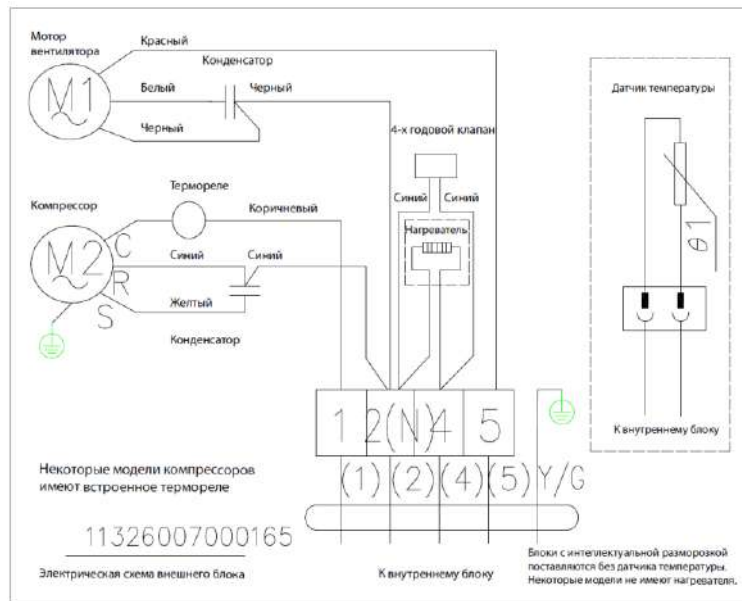 Мотор
вентилятора
M1
Красный
Конденсатор
Белый
Черный
Черный
4-х годовой клапан
Датчик температуры
Термореле
Компрессор
Коричневый
M2
C
R
S
Синий
Синий
Синий
Синий
Нагреватель
Желтый
Конденсатор
θ1
1 2(N) 4 5
К внутреннему блоку
(1) (2) (4) (5) Y/G
Некоторые модели компрессоров
имеют встроенное термореле
11326007000165
Электрическая схема внешнего блока
К внутреннему блоку
Блоки с интеллектуальной разморозкой
поставляются без датчика температуры.
Некоторые модели не имеют нагревателя.